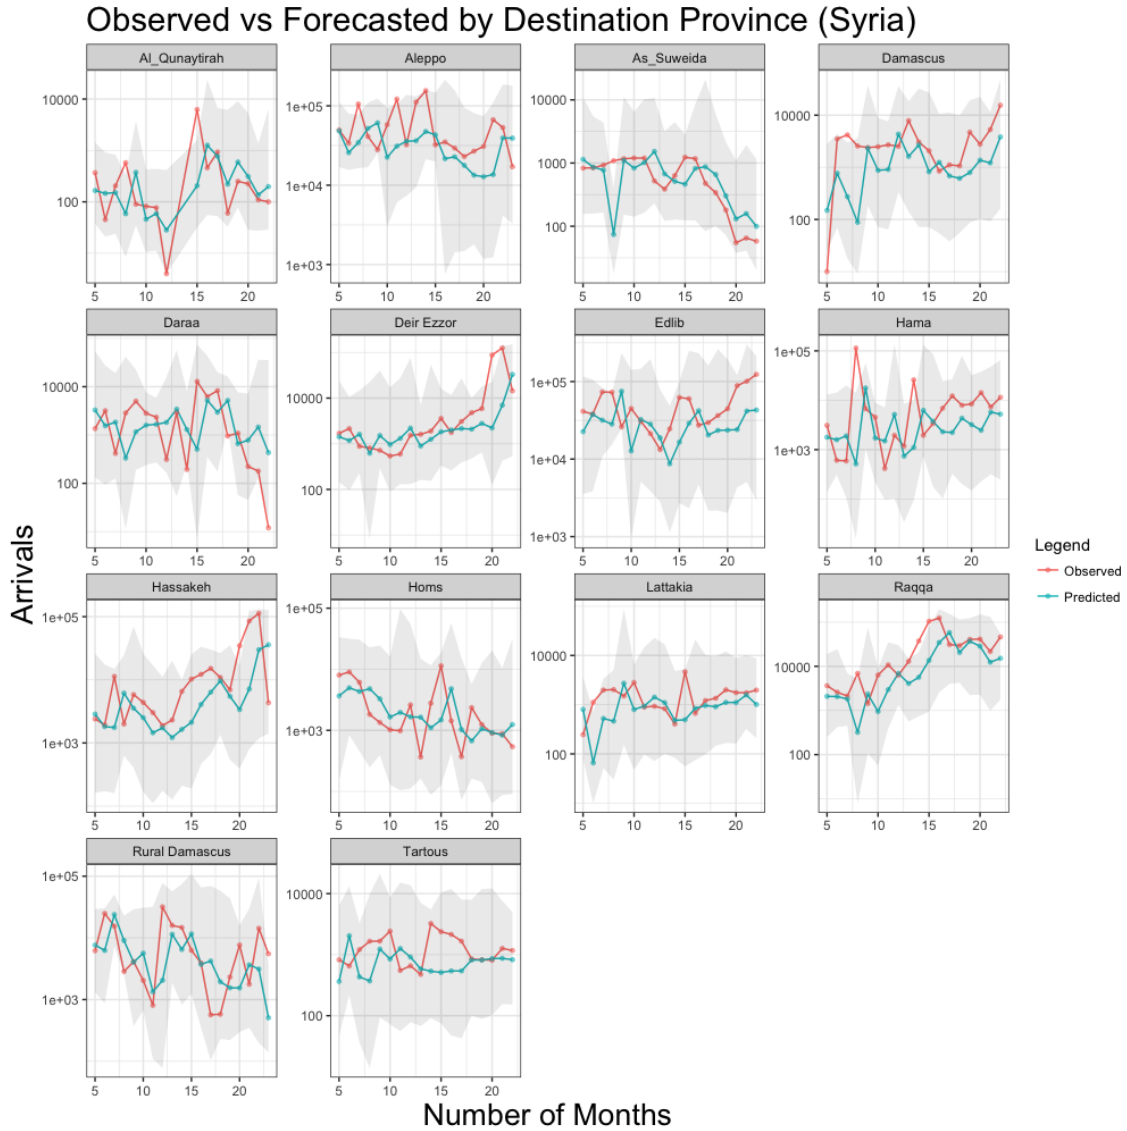 Observed vs Forecasted by Destination Province (Syria)
Al_Qunaytirah
Aleppo
As_Suweida
Damascus
10000
100
1e+05
1e+04
1e+03
10000
1000
100
10000
100
5 10 15 20
5 10 15 20
5 10 15 20
5 10 15 20
Daraa
Deir Ezzor
Edlib
Hama
10000
100
10000
100
1e+05
1e+04
1e+03
1e+05
1e+03
5 10 15 20
5 10 15 20
5 10 15 20
5 10 15 20
Arrivals
Legend
Observed
Predicted
Hassakeh
Homs
Lattakia
Raqqa
1e+05
1e+03
1e+05
1e+03
10000
100
10000
100
5 10 15 20
5 10 15 20
5 10 15 20
5 10 15 20
Rural Damascus
Tartous
1e+05
1e+03
10000
100
5 10 15 20
5 10 15 20
Number of Months